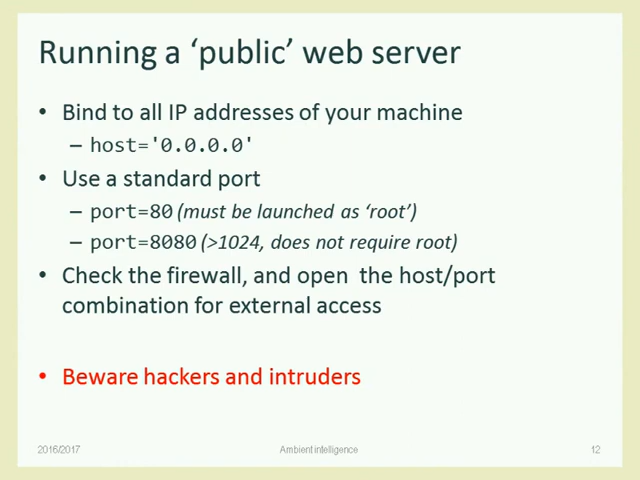 Running a ‘public’ web server
• Bind to all IP addresses of your machine
– host='0.0.0.0'
• Use a standard port
– port=80 (must be launched as ‘root’)
– port=8080 (>1024, does not require root)
• Check the firewall, and open the host/port
combination for external access
• Beware hackers and intruders
2016/2017 Ambient intelligence 12